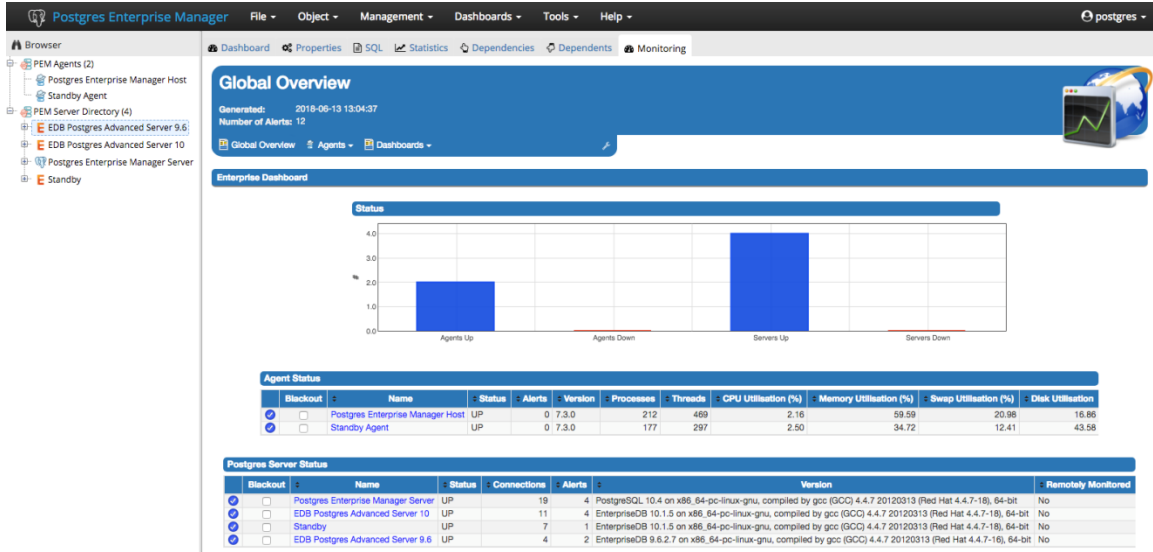 Postgres Enterprise Manager File Object Management Dashboards Tools Help postgres
Browser
PEM Agents (2)
Postgres Enterprise Manager Host
Standby Agent
PEM Server Directory (4)
EDB Postgres Advanced Server 9.6
EDB Postgres Advanced Server 10
Postgres Enterprise Manager Server
Standby
Dashboard Properties SQL Statistics Dependencies Dependents Monitoring
Global Overview
Generated: 2018-06-13 13:04:37
Number of Alerts: 12
Global Overview Agents Dashboards
Enterprise Dashboard
Status
4.0
3.0
#
2.0
1.0
0.0
Agents Up Agents Down Servers Up Servers Down
Agent Status
Blackout Name Status Alerts Version Processes Threads CPU Utilisation (%) Memory Utilisation (%) Swap Utilisation (%) Disk Utilisation
Postgres Enterprise Manager Host UP 0 7.3.0 212 469 2.16 59.59 20.98 16.86
Standby Agent UP 0 7.3.0 177 297 2.50 34.72 12.41 43.58
Postgres Server Status
Blackout Name Status Connections Alerts Version Remotely Monitored
Postgres Enterprise Manager Server UP 19 4 PostgreSQL 10.4 on x86_64-pc-linux-gnu, compiled by gcc (GCC) 4.4.7 20120313 (Red Hat 4.4.7-18), 64-bit No
EDB Postgres Advanced Server 10 UP 11 4 EnterpriseDB 10.1.5 on x86_64-pc-linux-gnu, compiled by gcc (GCC) 4.4.7 20120313 (Red Hat 4.4.7-18), 64-bit No
Standby UP 7 1 EnterpriseDB 10.1.5 on x86_64-pc-linux-gnu, compiled by gcc (GCC) 4.4.7 20120313 (Red Hat 4.4.7-18), 64-bit No
EDB Postgres Advanced Server 9.6 UP 4 2 EnterpriseDB 9.6.2.7 on x86_64-pc-linux-gnu, compiled by gcc (GCC) 4.4.7 20120313 (Red Hat 4.4.7-16), 64-bit No